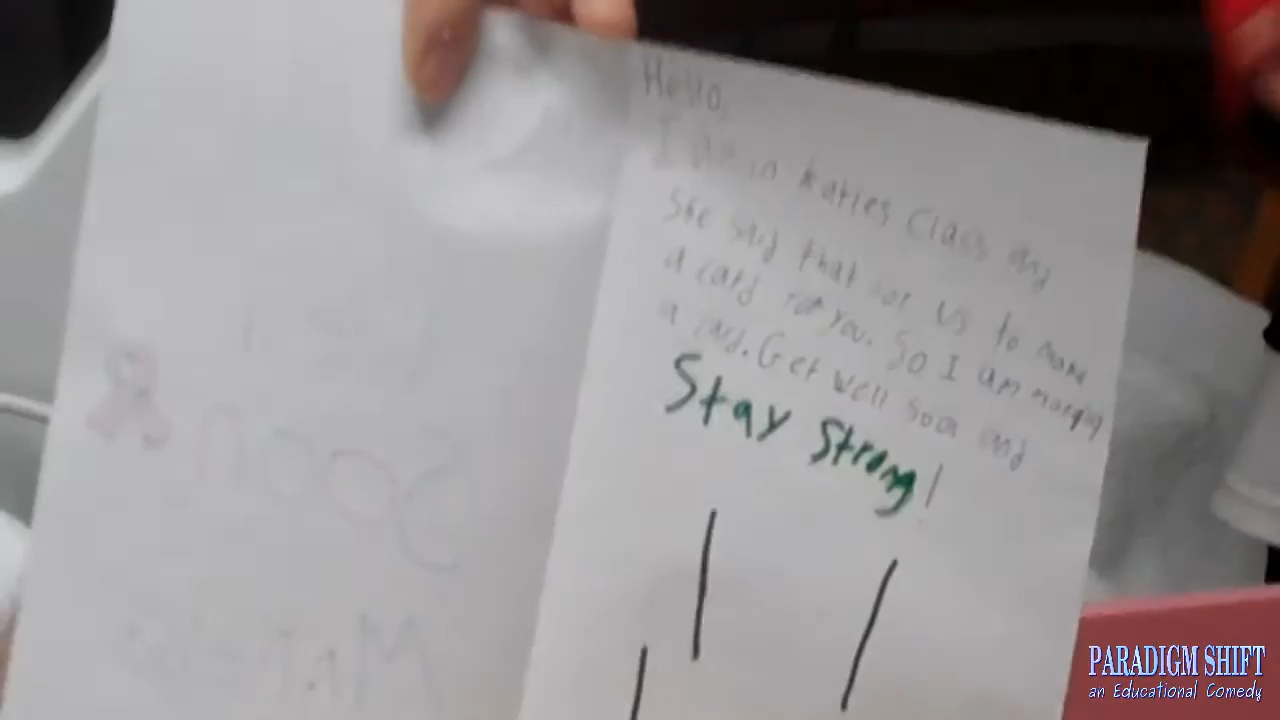 Hello,
I am in Katies Class and
She said that for us to make
a card for you. So I am making
a card. Get well Soon and
Stay Strong!
PARADIGM SHIFT
an Educational Comedy